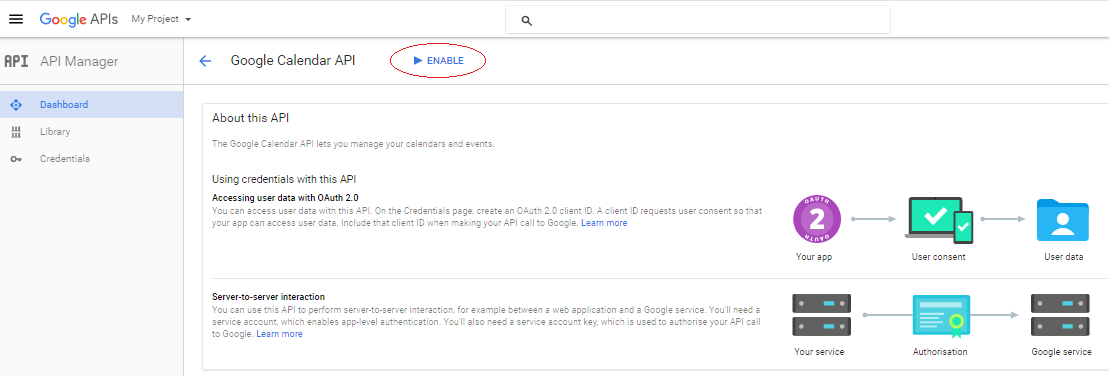 Google APIs My Project
API API Manager Google Calendar API ENABLE
Dashboard
Library
Credentials
About this API
The Google Calendar API lets you manage your calendars and events.
Using credentials with this API
Accessing user data with OAuth 2.0
You can access user data with this API. On the Credentials page, create an OAuth 2.0 client ID. A client ID requests user consent so that
your app can access user data. Include that client ID when making your API call to Google. Learn more
OAUTH
2
OAUTH
Your app User consent User data
Server-to-server interaction
You can use this API to perform server-to-server interaction, for example between a web application and a Google service. You'll need a
service account, which enables app-level authentication. You'll also need a service account key, which is used to authorise your API call
to Google. Learn more
Your service Authorisation Google service